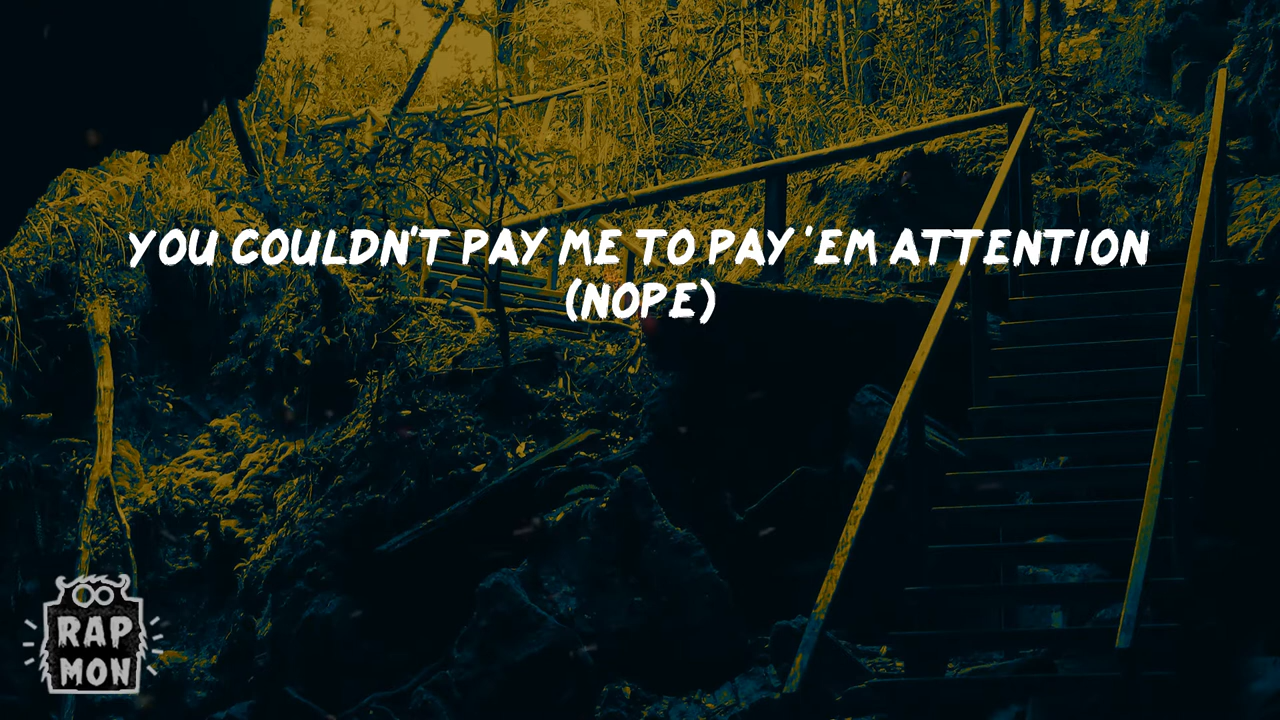 YOU COULDN'T PAY ME TO PAY 'EM ATTENTION
(NOPE)
RAP
MON